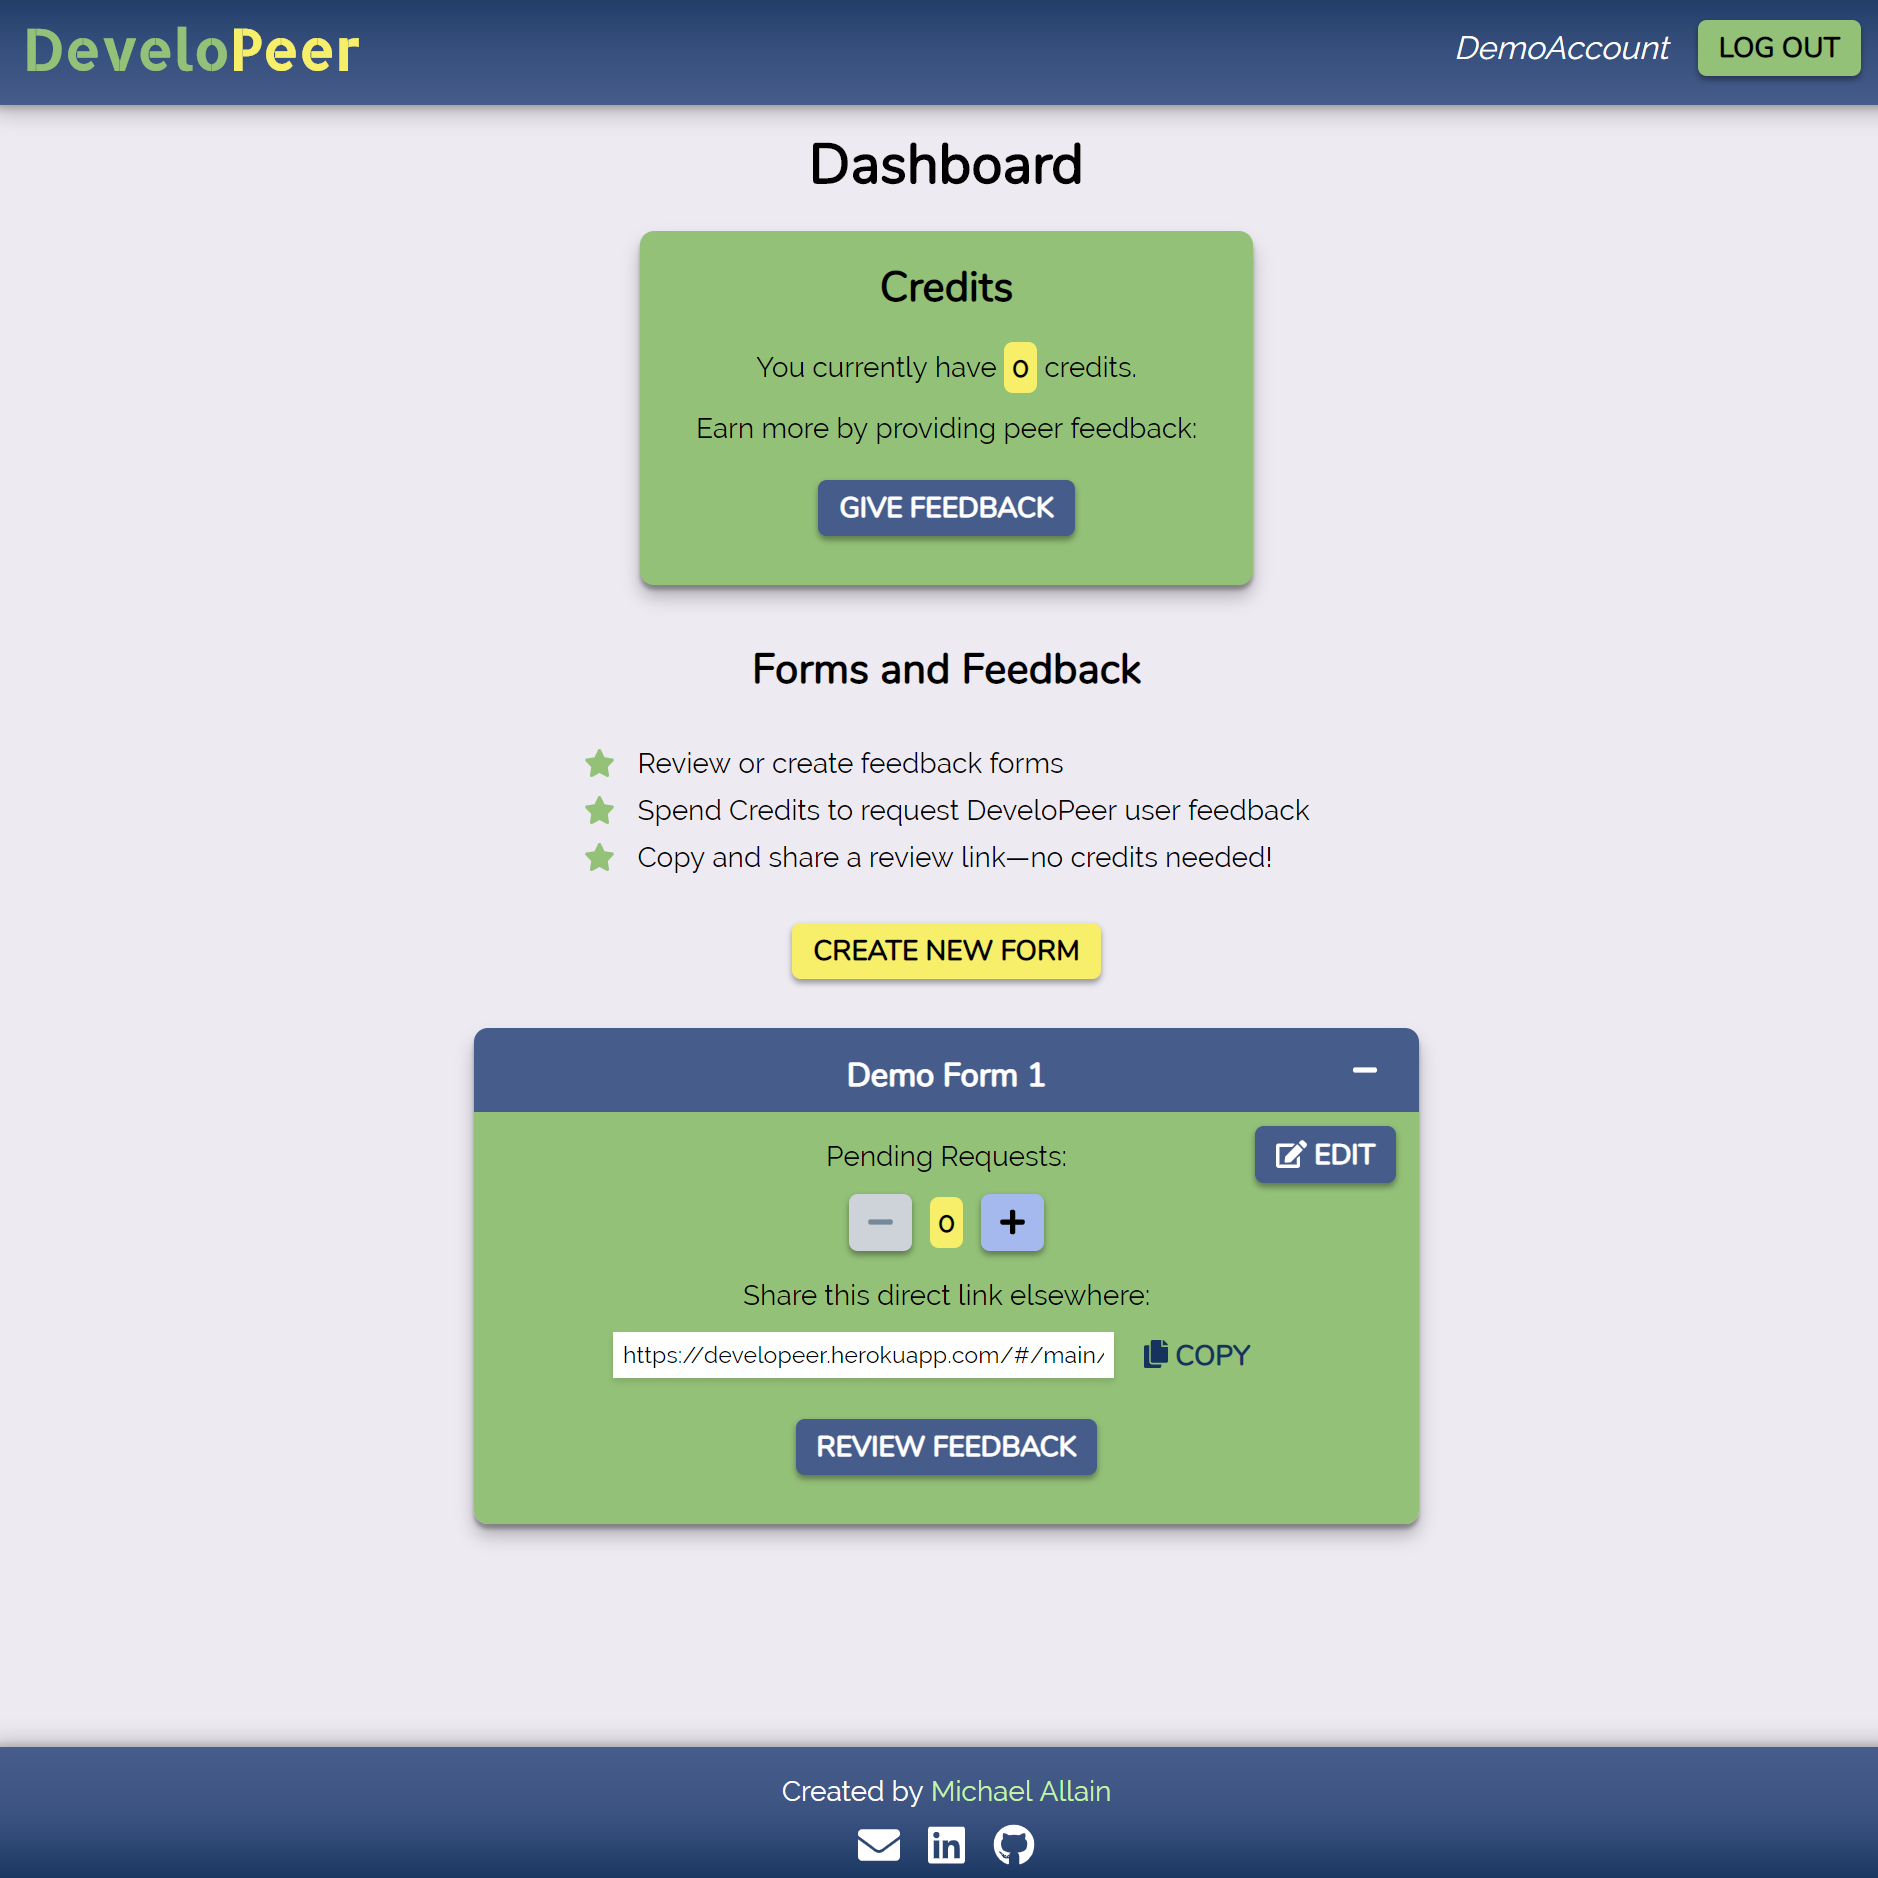 DeveloPeer
DemoAccount
LOG OUT
Dashboard
Credits
You currently have 0 credits.
Earn more by providing peer feedback:
GIVE FEEDBACK
Forms and Feedback
Review or create feedback forms
Spend Credits to request DeveloPeer user feedback
Copy and share a review link—no credits needed!
CREATE NEW FORM
Demo Form 1
EDIT
Pending Requests:
0
Share this direct link elsewhere:
https://developeer.herokuapp.com/#/main/
COPY
REVIEW FEEDBACK
Created by Michael Allain